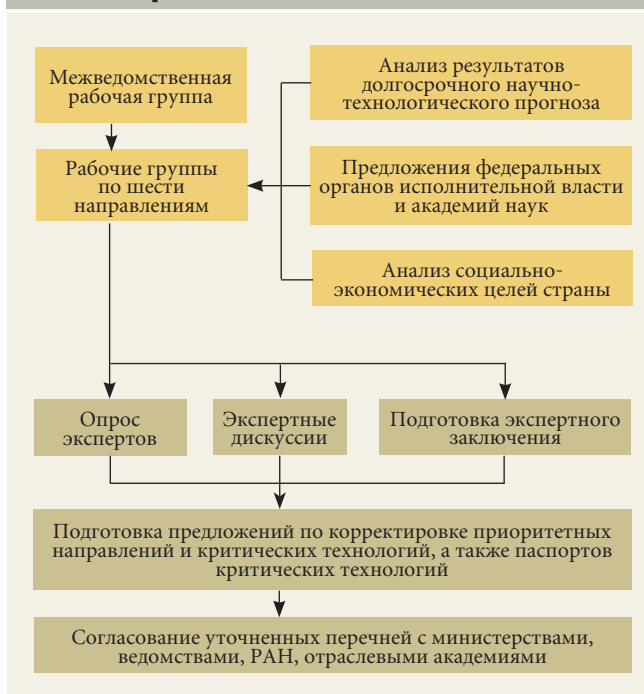 Межведомственная
рабочая группа
Рабочие группы
по шести
направлениям
Анализ результатов
долгосрочного научно-
технологического прогноза
Предложения федеральных
органов исполнительной власти
и академий наук
Анализ социально-
экономических целей страны
Опрос
экспертов
Экспертные
дискуссии
Подготовка экспертного
заключения
Подготовка предложений по корректировке приоритетных
направлений и критических технологий, а также паспортов
критических технологий
Согласование уточненных перечней с министерствами,
ведомствами, РАН, отраслевыми академиями